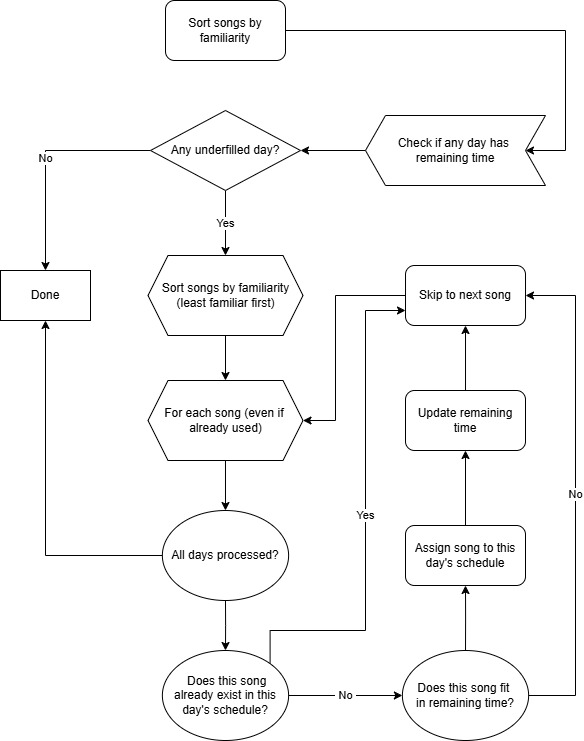 Sort songs by
familiarity
Check if any day has
remaining time
Any underfilled day?
No
Yes
Done
Sort songs by familiarity
(least familiar first)
Skip to next song
For each song (even if
already used)
Update remaining
time
Yes
No
All days processed?
Assign song to this
day's schedule
Does this song
already exist in this
day's schedule?
No
Does this song fit
in remaining time?